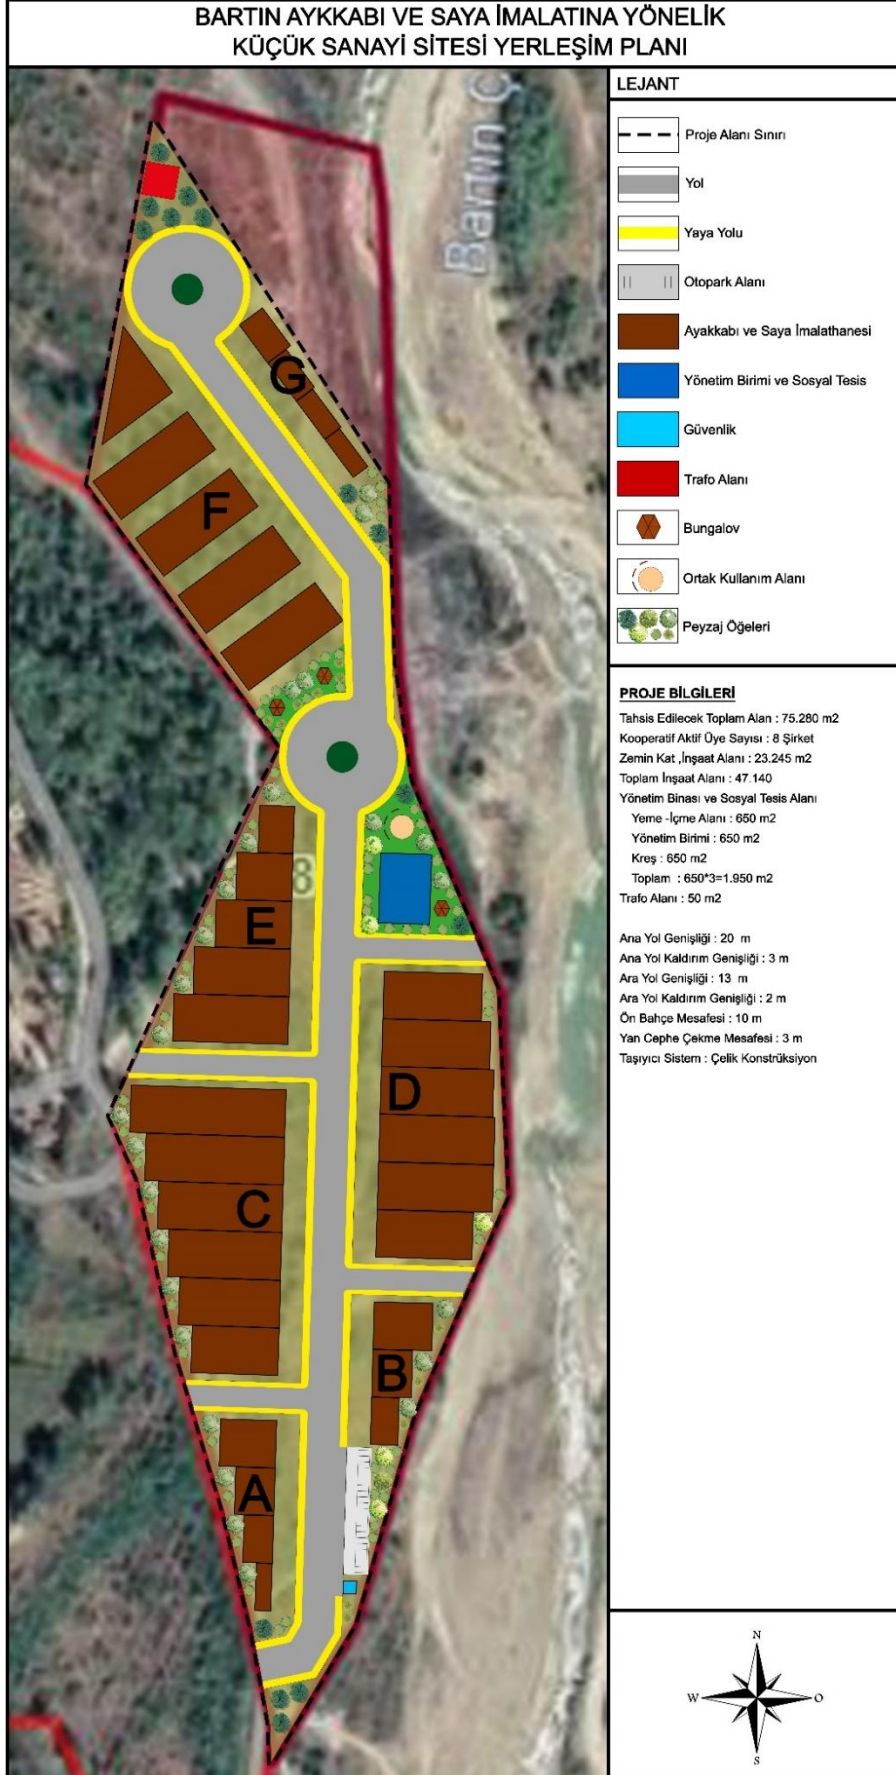 BARTIN AYKKABI VE SAYA İMALATINA YÖNELİK
KÜÇÜK SANAYİ SİTESİ YERLEŞİM PLANI
LEJANT
Proje Alanı Sınırı
Yol
Yaya Yolu
Otopark Alanı
Ayakkabı ve Saya İmalathanesi
Yönetim Birimi ve Sosyal Tesis
Güvenlik
Trafo Alanı
Bungalov
Ortak Kullanım Alanı
Peyzaj Öğeleri
PROJE BİLGİLERİ
Tahsis Edilecek Toplam Alan : 75.280 m2
Kooperatif Aktif Üye Sayısı : 8 Şirket
Zemin Kat ,İnşaat Alanı : 23.245 m2
Toplam İnşaat Alanı : 47.140
Yönetim Binası ve Sosyal Tesis Alanı
Yeme -İçme Alanı : 650 m2
Yönetim Birimi : 650 m2
Kreş : 650 m2
Toplam : 650*3=1.950 m2
Trafo Alanı : 50 m2
Ana Yol Genişliği : 20 m
Ana Yol Kaldırım Genişliği : 3 m
Ara Yol Genişliği : 13 m
Ara Yol Kaldırım Genişliği : 2 m
Ön Bahçe Mesafesi : 10 m
Yan Cephe Çekme Mesafesi : 3 m
Taşıyıcı Sistem : Çelik Konstrüksiyon
Bartın Ç
G
F
8
E
D
C
B
A
N
W
O
S